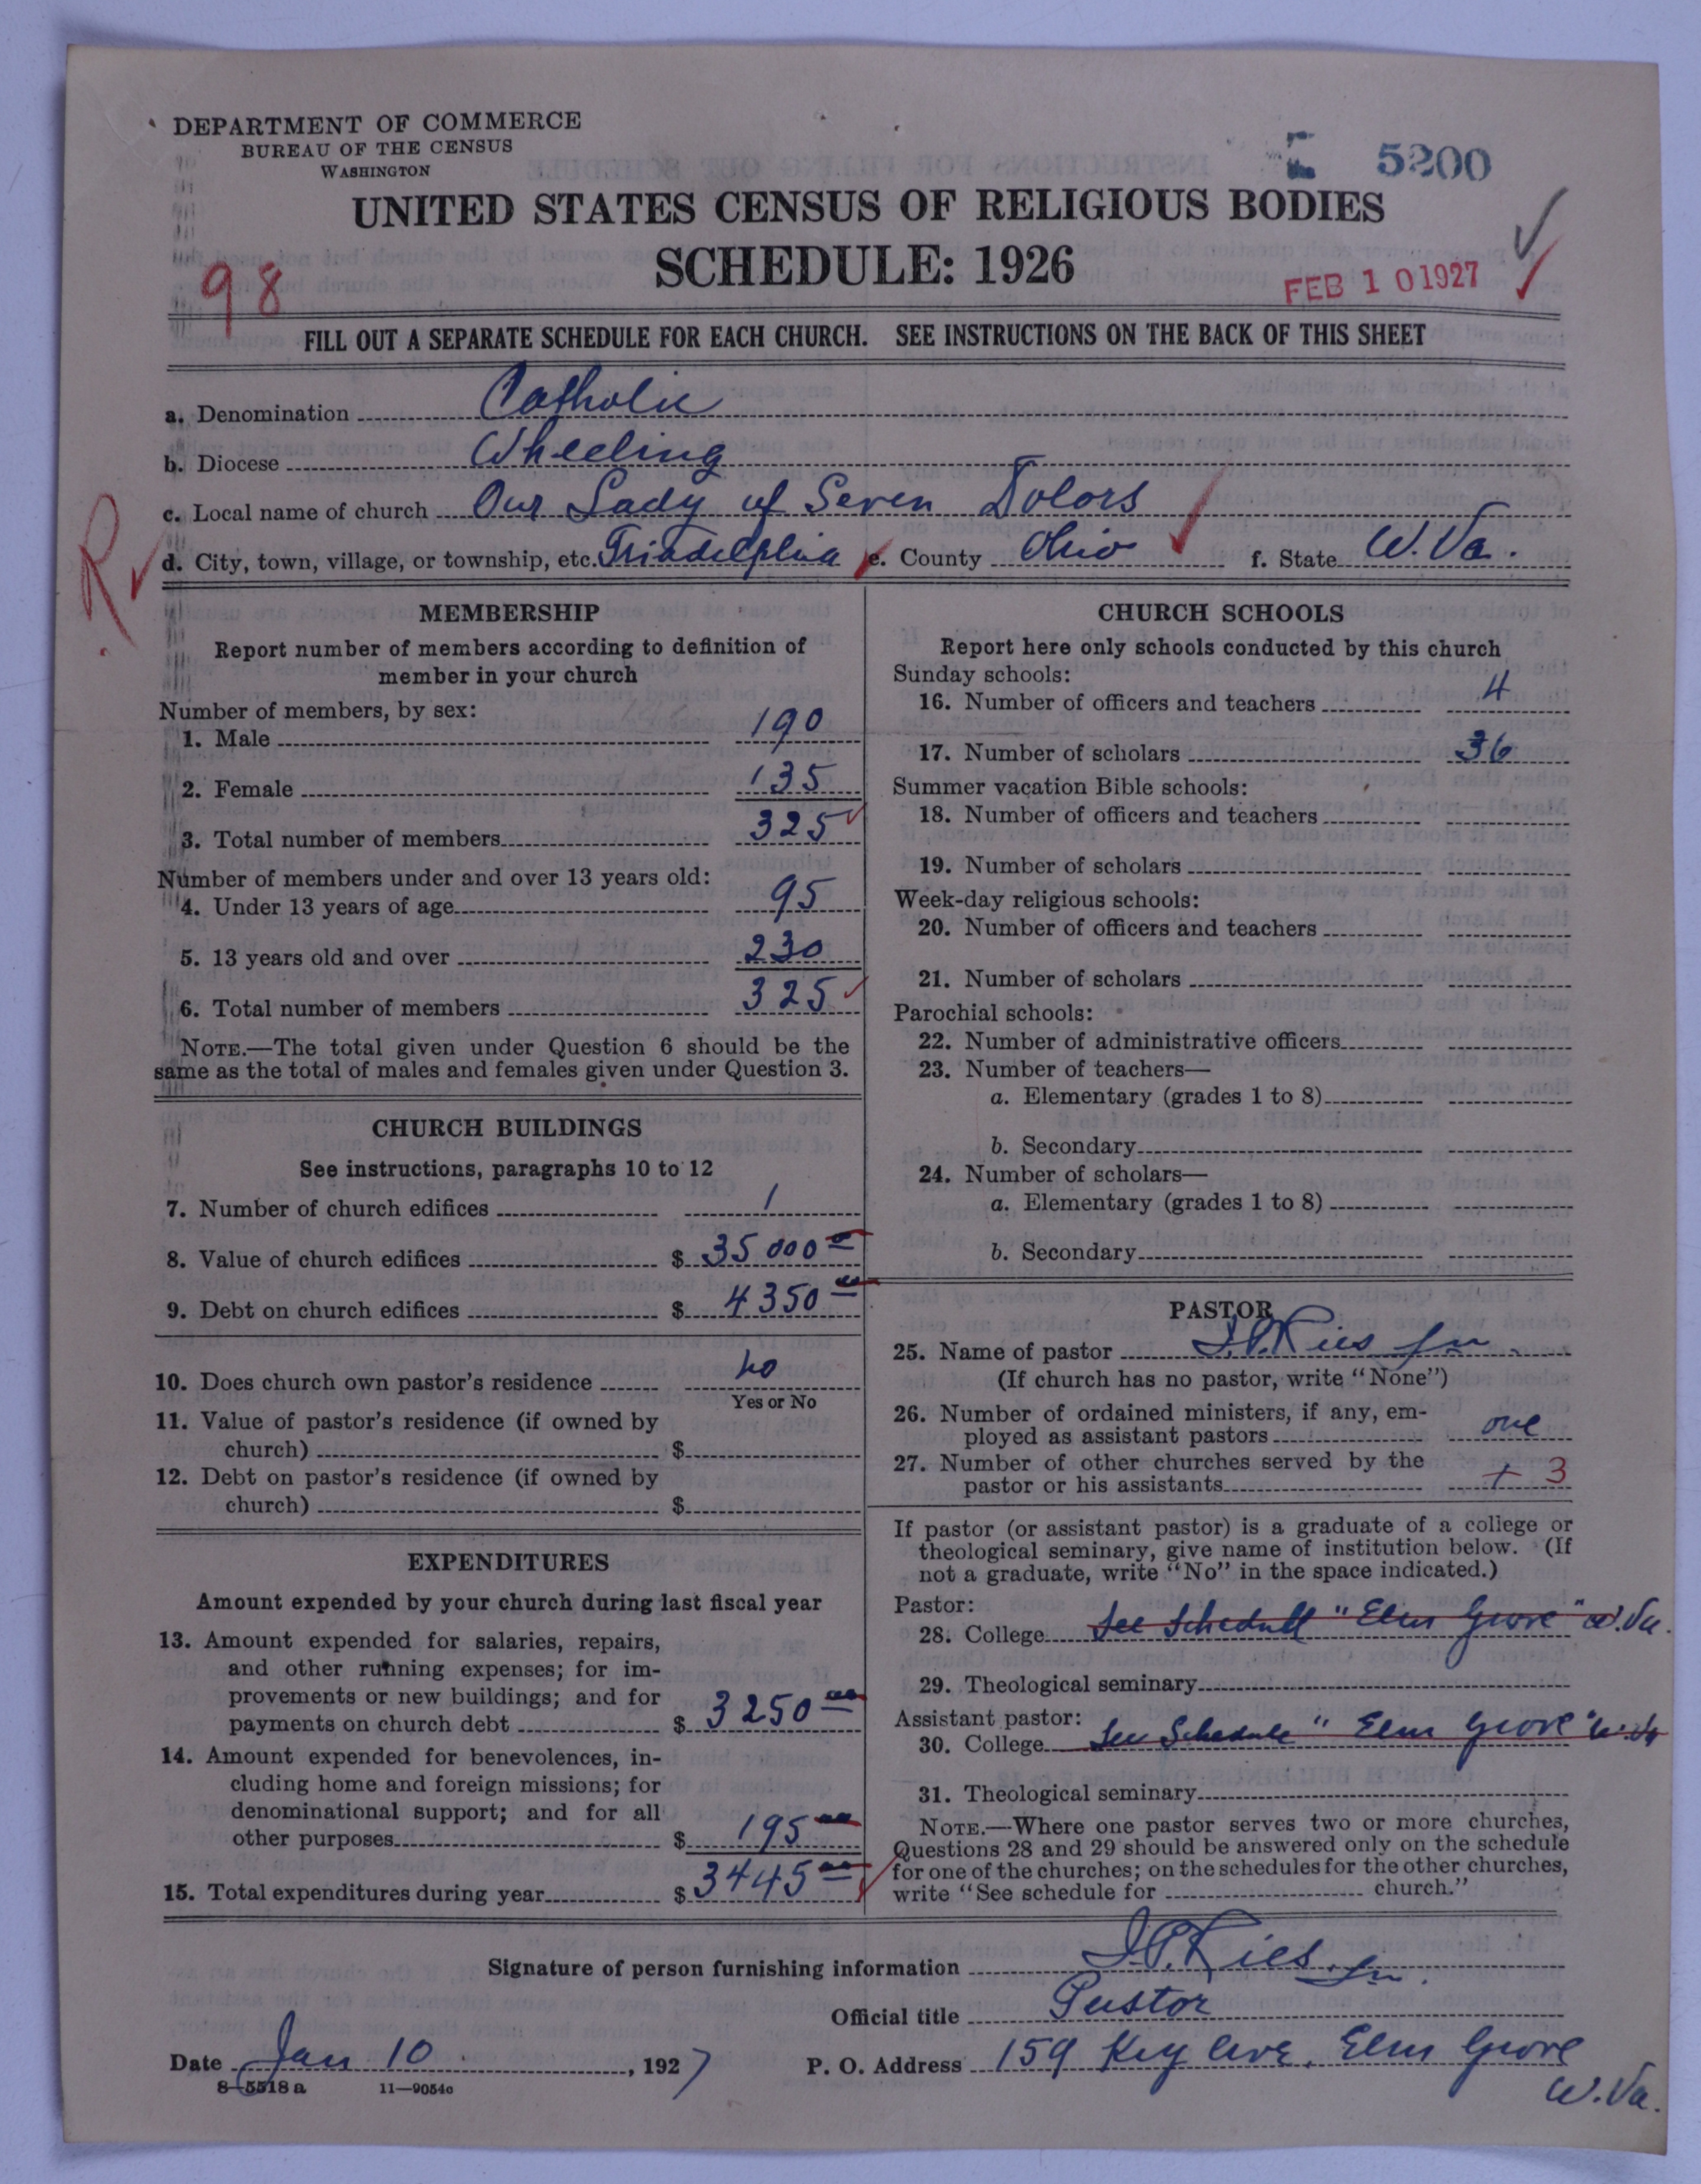 DEPARTMENT OF COMMERCE
BUREAU OF THE CENSUS
WASHINGTON
5200
UNITED STATES CENSUS OF RELIGIOUS BODIES
SCHEDULE: 1926
98
FEB 10 1927
FILL OUT A SEPARATE SCHEDULE FOR EACH CHURCH. SEE INSTRUCTIONS ON THE BACK OF THIS SHEET
a. Denomination Catholic
b. Diocese Wheeling
c. Local name of church Our Lady of Seven Dolors
R
d. City, town, village, or township, etc. Triadelphia e. County Ohio f. State W. Va.
MEMBERSHIP
Report number of members according to definition of
member in your church
Number of members, by sex:
1. Male 190
2. Female 135
3. Total number of members 325
Number of members under and over 13 years old:
4. Under 13 years of age 95
5. 13 years old and over 230
6. Total number of members 325
NOTE.—The total given under Question 6 should be the
same as the total of males and females given under Question 3.
CHURCH BUILDINGS
See instructions, paragraphs 10 to 12
7. Number of church edifices 1
8. Value of church edifices $ 35000 00
9. Debt on church edifices $ 4350 00
10. Does church own pastor's residence no
Yes or No
11. Value of pastor's residence (if owned by
church) $
12. Debt on pastor's residence (if owned by
church) $
EXPENDITURES
Amount expended by your church during last fiscal year
13. Amount expended for salaries, repairs,
and other running expenses; for im-
provements or new buildings; and for
payments on church debt $ 3250 00
14. Amount expended for benevolences, in-
cluding home and foreign missions; for
denominational support; and for all
other purposes $ 195 00
15. Total expenditures during year $ 3445 00
CHURCH SCHOOLS
Report here only schools conducted by this church
Sunday schools:
16. Number of officers and teachers 4
17. Number of scholars 36
Summer vacation Bible schools:
18. Number of officers and teachers
19. Number of scholars
Week-day religious schools:
20. Number of officers and teachers
21. Number of scholars
Parochial schools:
22. Number of administrative officers
23. Number of teachers—
a. Elementary (grades 1 to 8)
b. Secondary
24. Number of scholars—
a. Elementary (grades 1 to 8)
b. Secondary
PASTOR
25. Name of pastor J.P. Kies
(If church has no pastor, write "None")
26. Number of ordained ministers, if any, em-
ployed as assistant pastors one
27. Number of other churches served by the
pastor or his assistants + 3
If pastor (or assistant pastor) is a graduate of a college or
theological seminary, give name of institution below. (If
not a graduate, write "No" in the space indicated.)
Pastor:
28. College See Schedule "Elm Grove" W. Va.
29. Theological seminary
Assistant pastor:
30. College See Schedule "Elm Grove" W. Va
31. Theological seminary
NOTE.—Where one pastor serves two or more churches,
Questions 28 and 29 should be answered only on the schedule
for one of the churches; on the schedules for the other churches,
write "See schedule for church."
Signature of person furnishing information J.P. Kies
Official title Pastor
Date Jan 10, 1927 P. O. Address 159 Key Ave. Elm Grove
W. Va.
8-5518 a 11—9054c